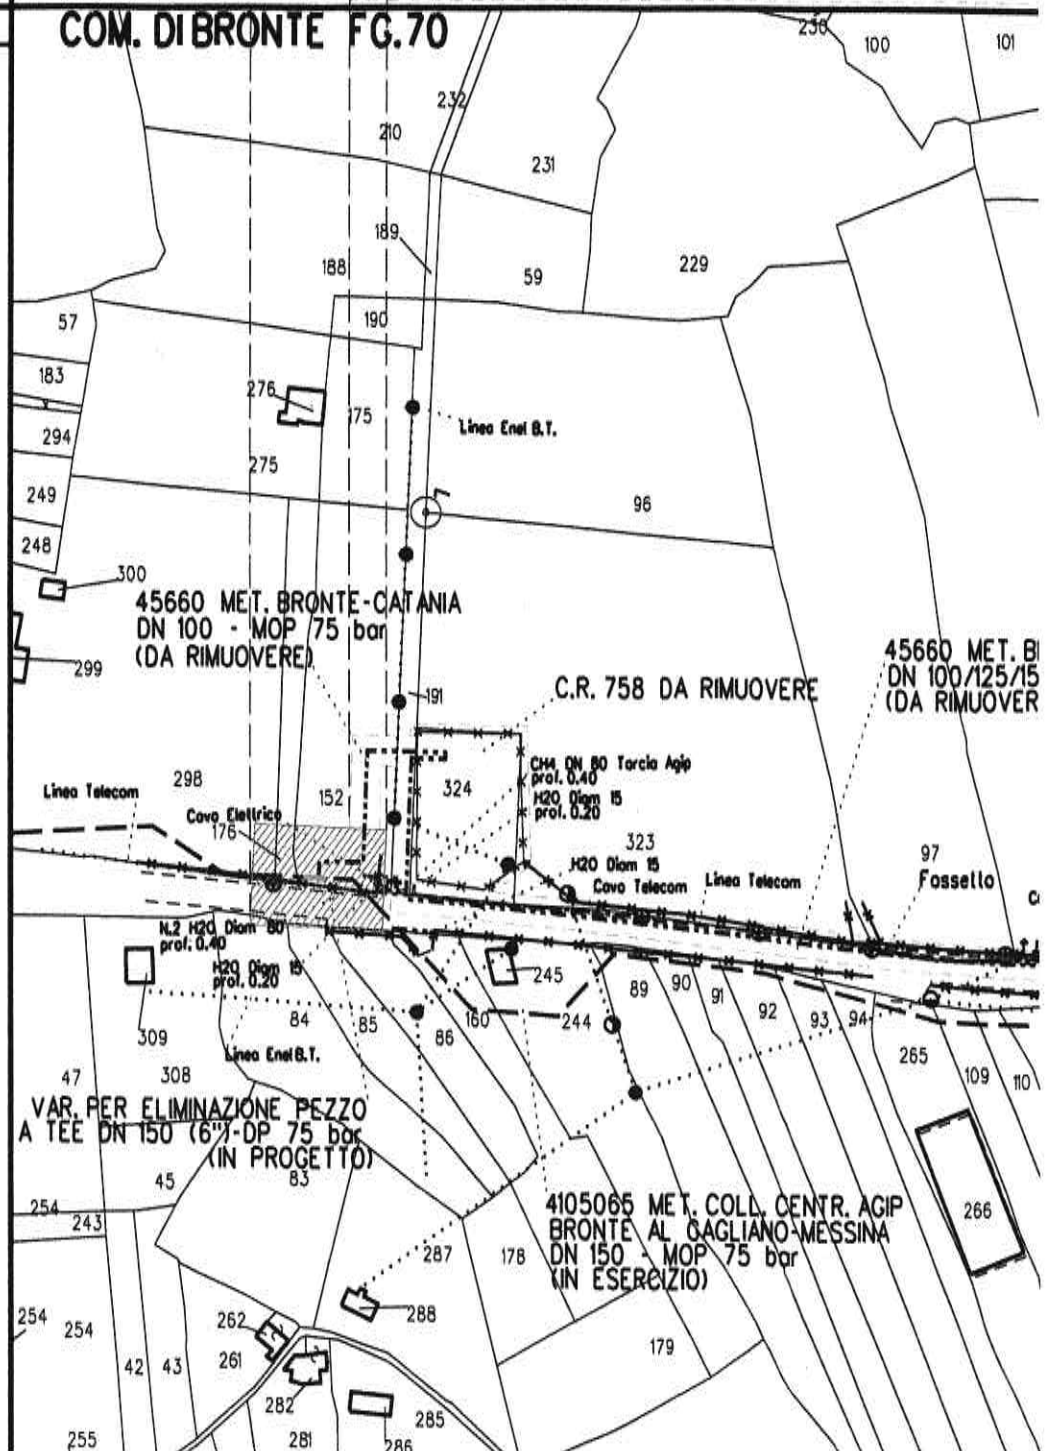 COM. DI BRONTE FG.70
230
100
101
232
210
231
189
188
59
229
57
190
183
276
175
Linea Enel B.T.
294
275
249
96
248
300
45660 MET. BRONTE-CATANIA
DN 100 - MOP 75 bar
(DA RIMUOVERE)
299
191
45660 MET. B
DN 100/125/15
(DA RIMUOVER
C.R. 758 DA RIMUOVERE
CH4 DN 80 Torcia Agip
prof. 0.40
H2O Diam 15
prof. 0.20
298
Linea Telecom
152
324
Cavo Elettrico
176
323
97
Fossetto
H2O Diam 15
Cavo Telecom
Linea Telecom
C
N.2 H2O Diam 80
prof. 0.40
H2O Diam 15
prof. 0.20
245
89
90
91
92
93
94
84
85
86
160
244
309
Linea Enel B.T.
265
109
110
47
308
VAR. PER ELIMINAZIONE PEZZO
A TEE DN 150 (6")-DP 75 bar
(IN PROGETTO)
45
83
254
243
4105065 MET. COLL. CENTR. AGIP
BRONTE AL GAGLIANO-MESSINA
DN 150 - MOP 75 bar
(IN ESERCIZIO)
266
287
178
254
254
262
288
42
43
261
179
282
285
255
281
286